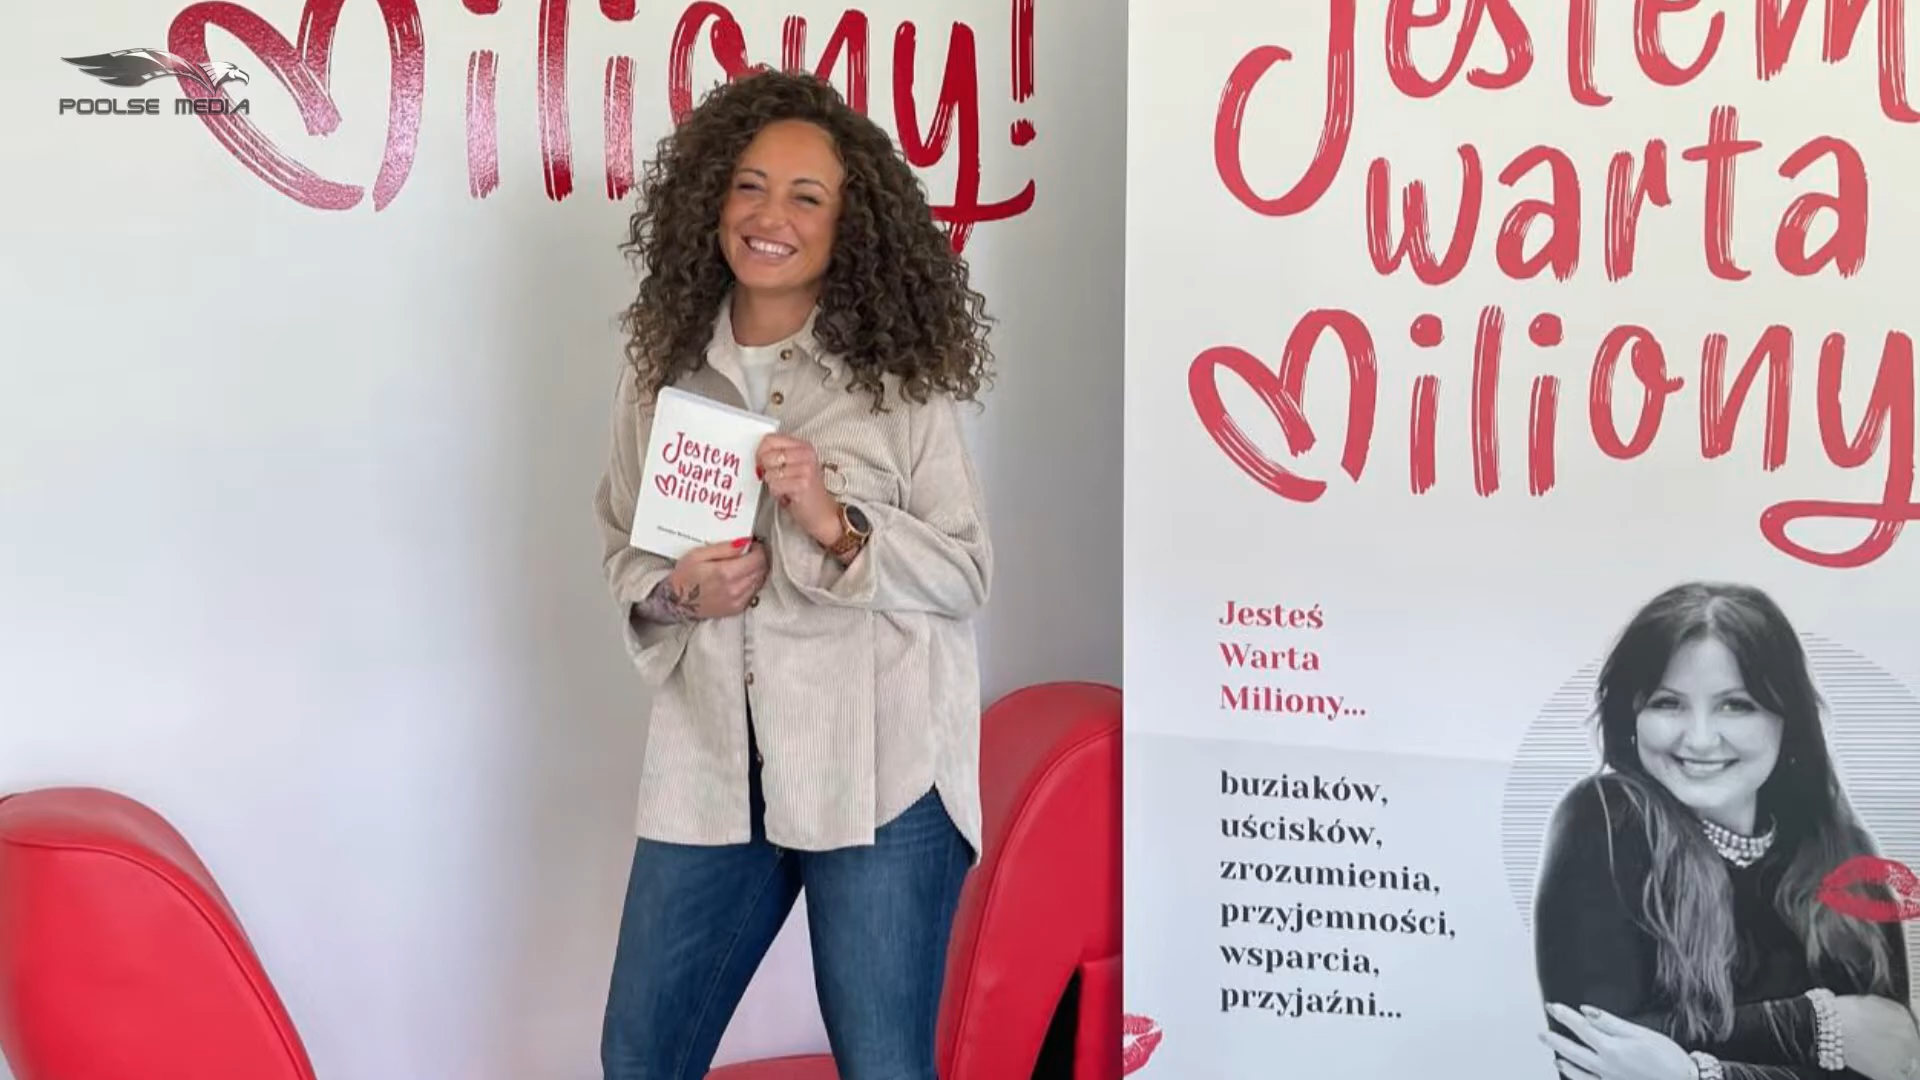 POOLSE MEDIA
Miliony!
Jestem
warta
Miliony!
Jestem
warta
Miliony
Jesteś
Warta
Miliony...
buziaków,
uścisków,
zrozumienia,
przyjemności,
wsparcia,
przyjaźni...